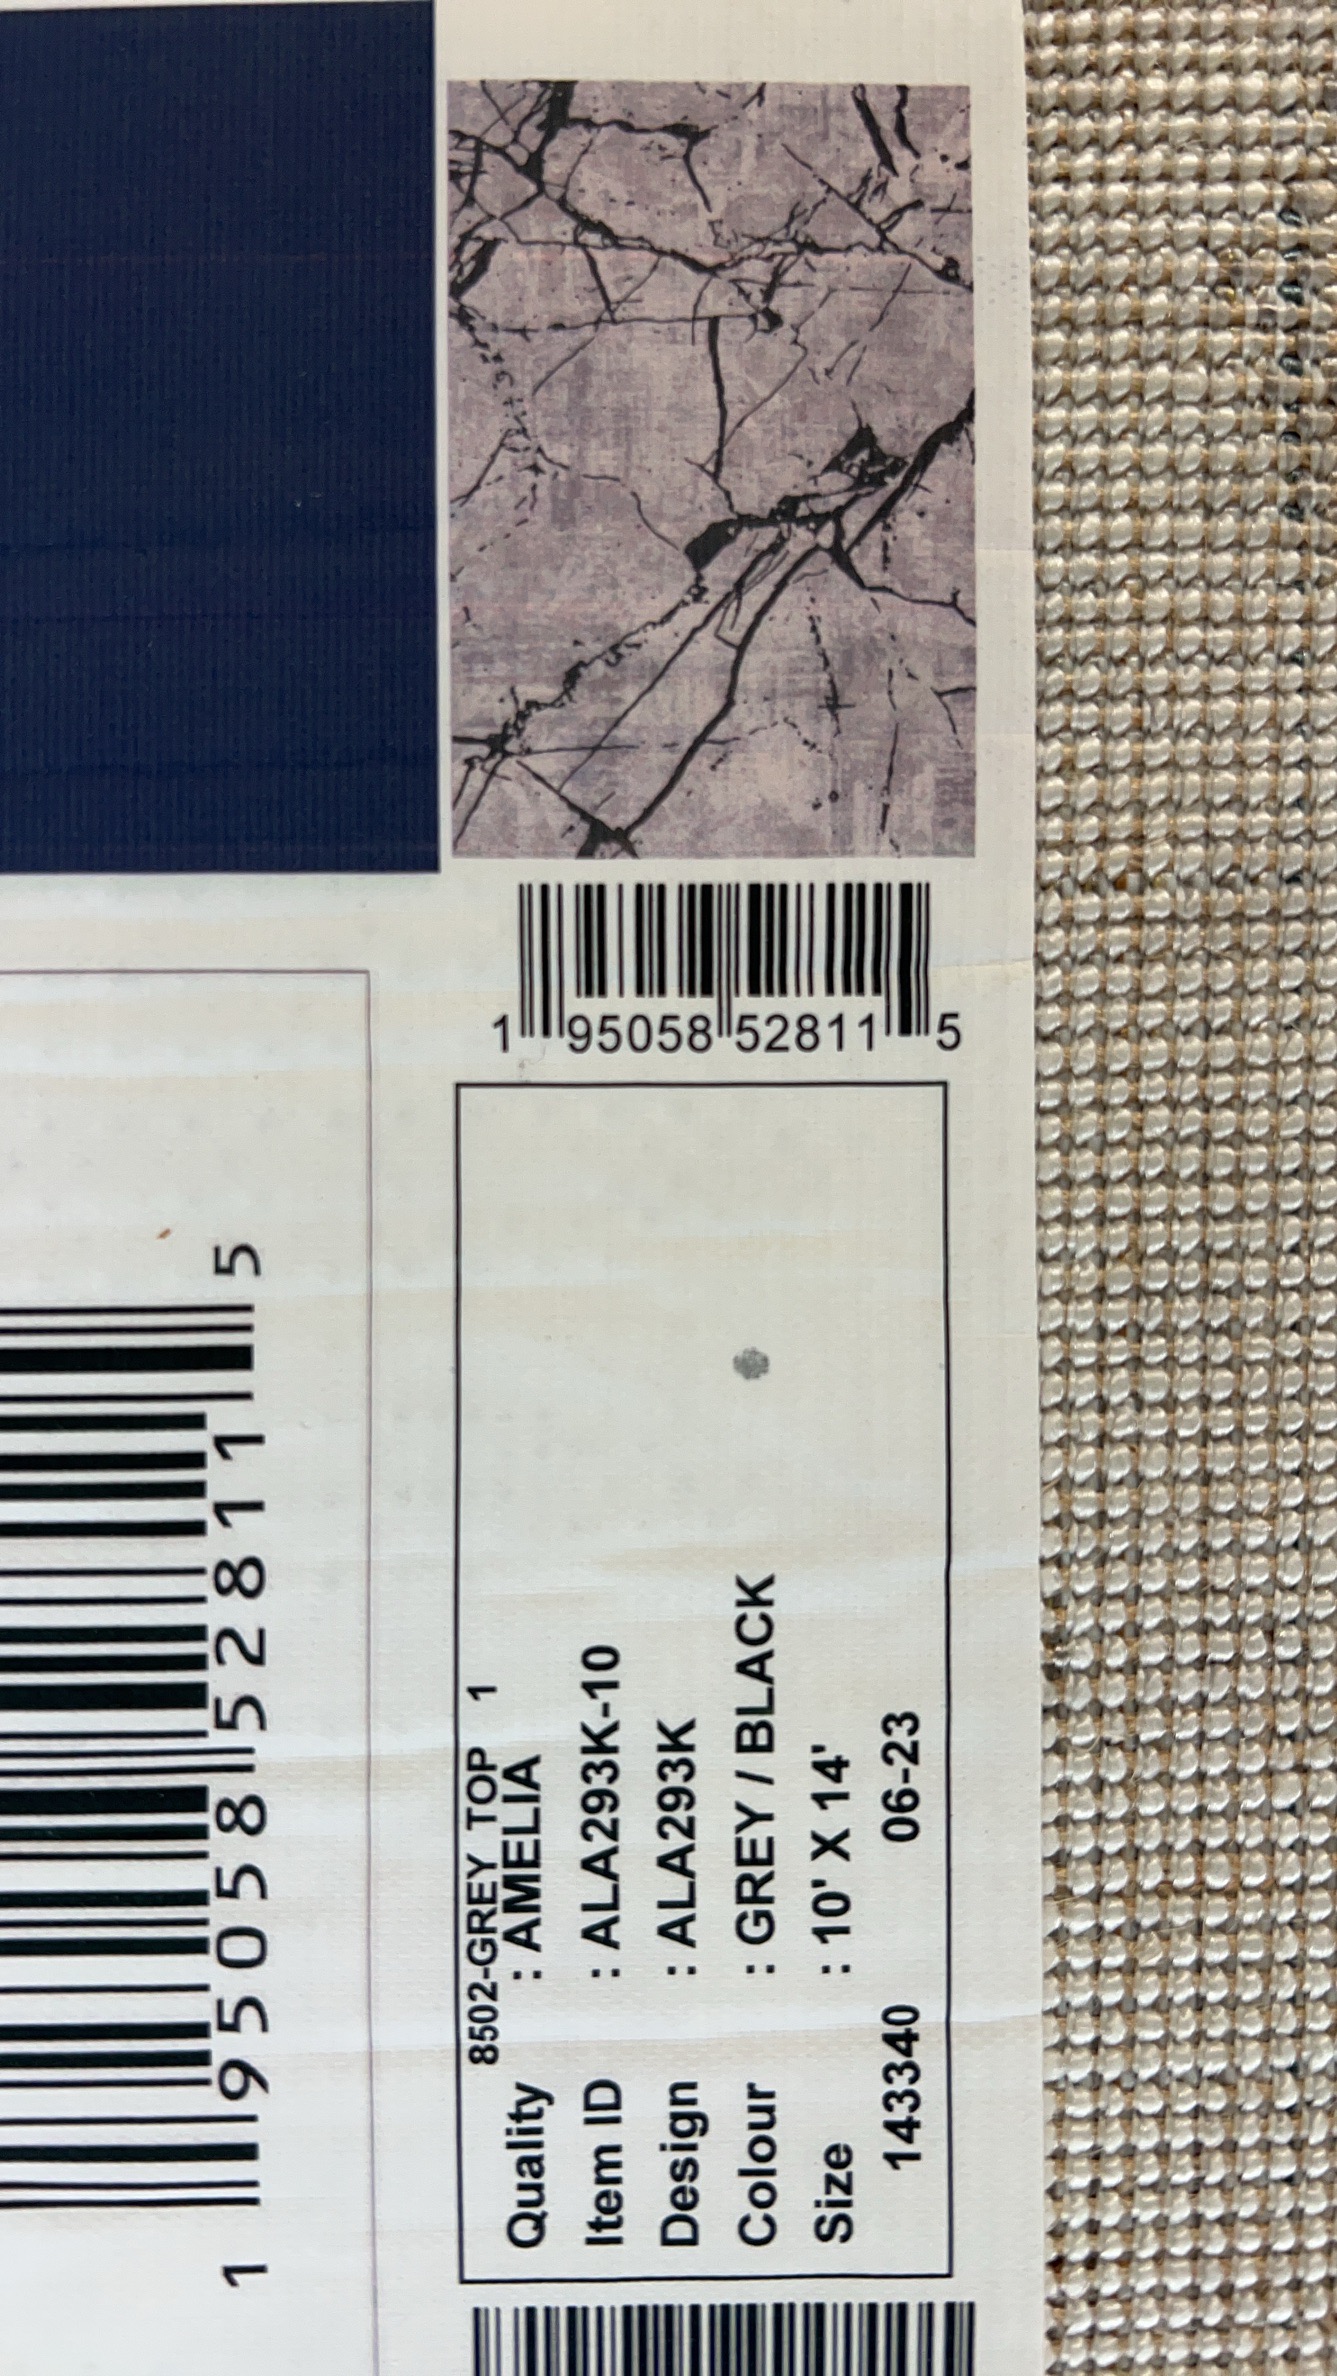 1 95058 52811 5
8502-GREY TOP 1
Quality : AMELIA
Item ID : ALA293K-10
Design : ALA293K
Colour : GREY / BLACK
Size : 10' X 14'
143340 06-23
1 95058 52811 5